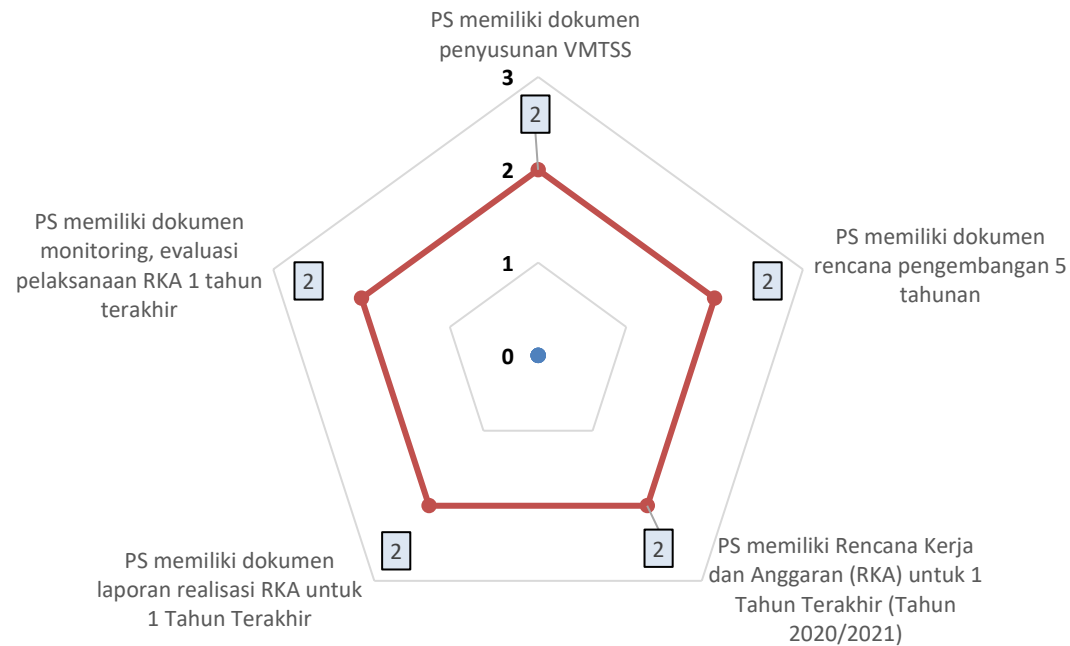 PS memiliki dokumen
penyusunan VMTSS
3
2
2
1
0
PS memiliki dokumen
rencana pengembangan 5
tahunan
2
PS memiliki Rencana Kerja
dan Anggaran (RKA) untuk 1
Tahun Terakhir (Tahun
2020/2021)
2
PS memiliki dokumen
laporan realisasi RKA untuk
1 Tahun Terakhir
2
PS memiliki dokumen
monitoring, evaluasi
pelaksanaan RKA 1 tahun
terakhir
2